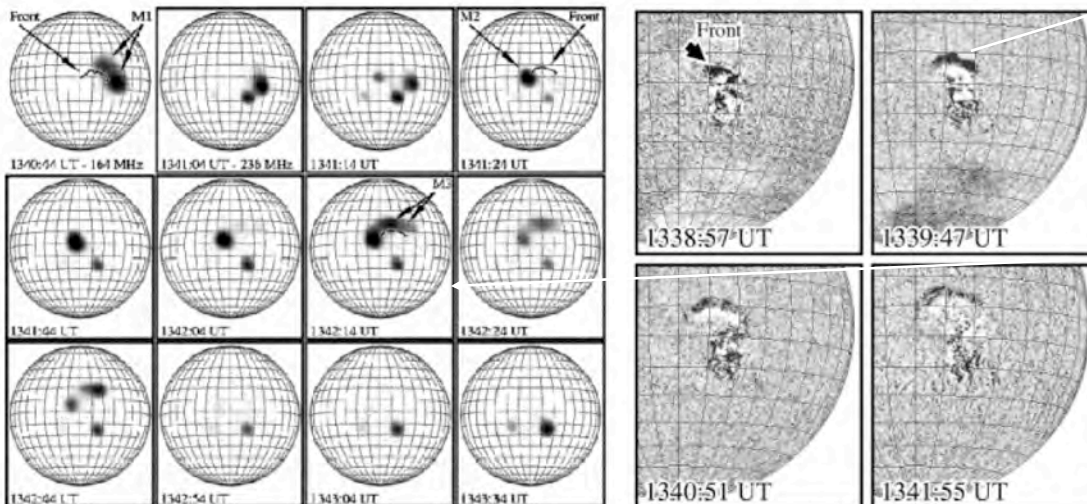 Front M1
M2 Front
1340:44 UT - 164 MHz
1341:04 UT - 236 MHz
1341:14 UT
1341:24 UT
M3
1341:44 UT
1342:04 UT
1342:14 UT
1342:24 UT
1342:44 UT
1342:54 UT
1343:04 UT
1343:34 UT
Front
1338:57 UT
1339:47 UT
1340:51 UT
1341:55 UT